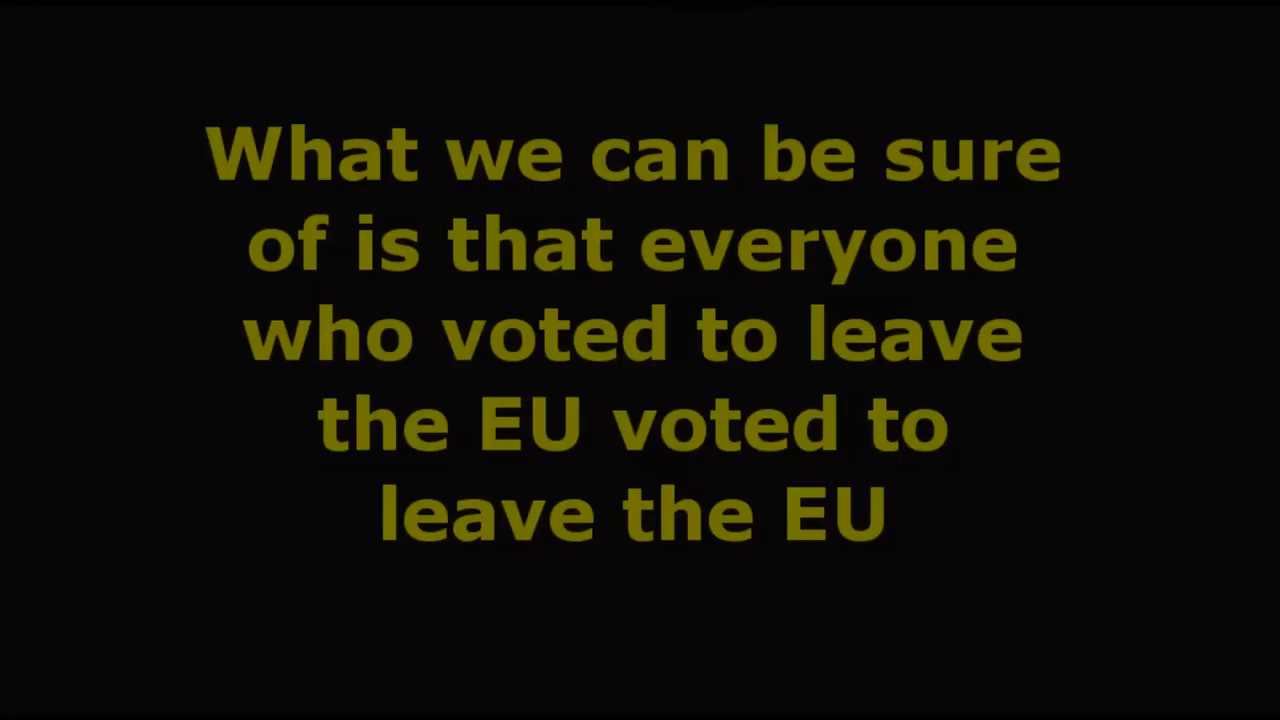 What we can be sure
of is that everyone
who voted to leave
the EU voted to
leave the EU